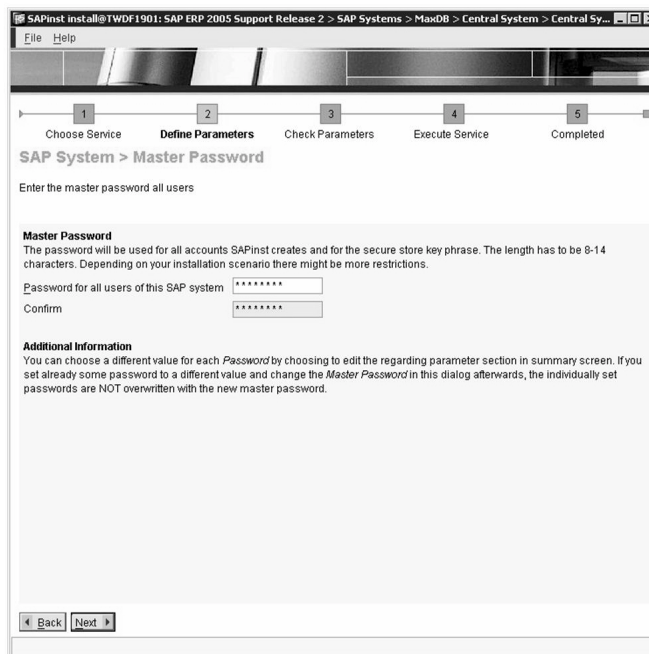 SAPinst install@TWDF1901: SAP ERP 2005 Support Release 2 > SAP Systems > MaxDB > Central System > Central Sy...
File Help
1 2 3 4 5
Choose Service Define Parameters Check Parameters Execute Service Completed
SAP System > Master Password
Enter the master password all users
Master Password
The password will be used for all accounts SAPinst creates and for the secure store key phrase. The length has to be 8-14
characters. Depending on your installation scenario there might be more restrictions.
Password for all users of this SAP system ********
Confirm ********
Additional Information
You can choose a different value for each Password by choosing to edit the regarding parameter section in summary screen. If you
set already some password to a different value and change the Master Password in this dialog afterwards, the individually set
passwords are NOT overwritten with the new master password.
Back Next